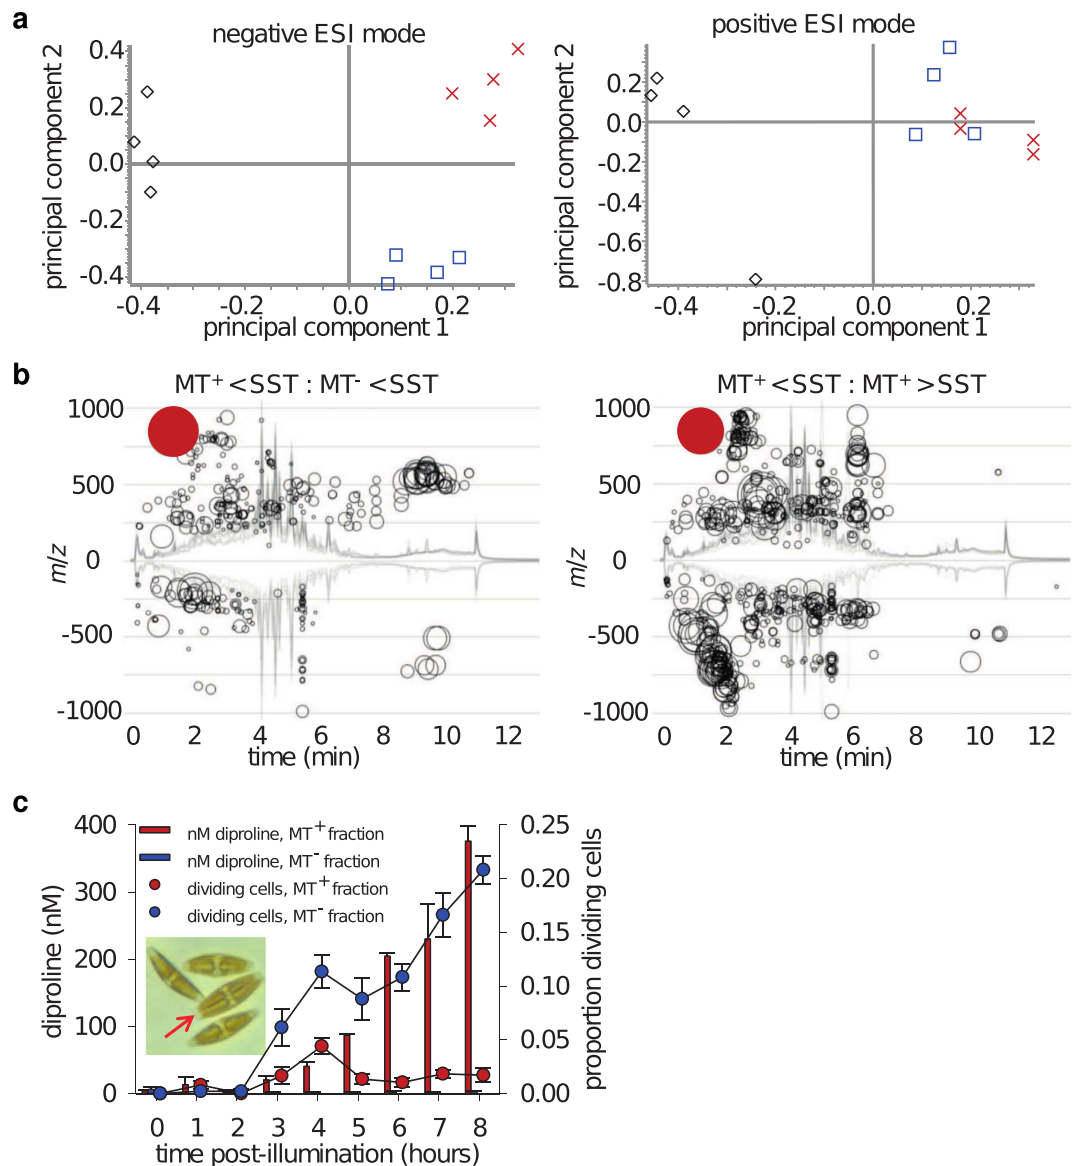 a
negative ESI mode
principal component 2
0.4
0.2
0.0
-0.2
-0.4
-0.4
-0.2
0.0
0.2
principal component 1
positive ESI mode
principal component 2
0.2
0.0
-0.2
-0.4
-0.6
-0.8
-0.4
-0.2
0.0
0.2
principal component 1
b
MT⁺ <SST : MT⁻ <SST
m/z
1000
500
0
-500
-1000
0 2 4 6 8 10 12
time (min)
MT⁺ <SST : MT⁺ >SST
m/z
1000
500
0
-500
-1000
0 2 4 6 8 10 12
time (min)
c
diproline (nM)
400
300
200
100
0
nM diproline, MT⁺ fraction
nM diproline, MT⁻ fraction
dividing cells, MT⁺ fraction
dividing cells, MT⁻ fraction
0.25
0.20
0.15
0.10
0.05
0.00
proportion dividing cells
0 1 2 3 4 5 6 7 8
time post-illumination (hours)